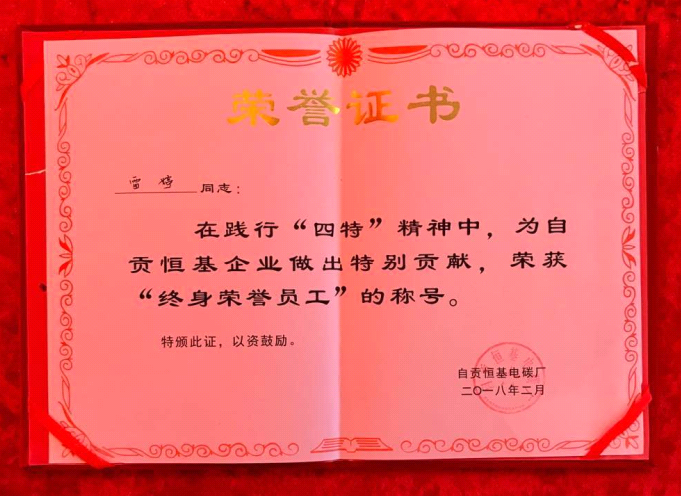 荣誉证书
雷婷 同志：
在践行“四特”精神中，为自
贡恒基企业做出特别贡献，荣获
“终身荣誉员工”的称号。
特颁此证，以资鼓励。
自贡恒基电碳厂
二〇一八年二月